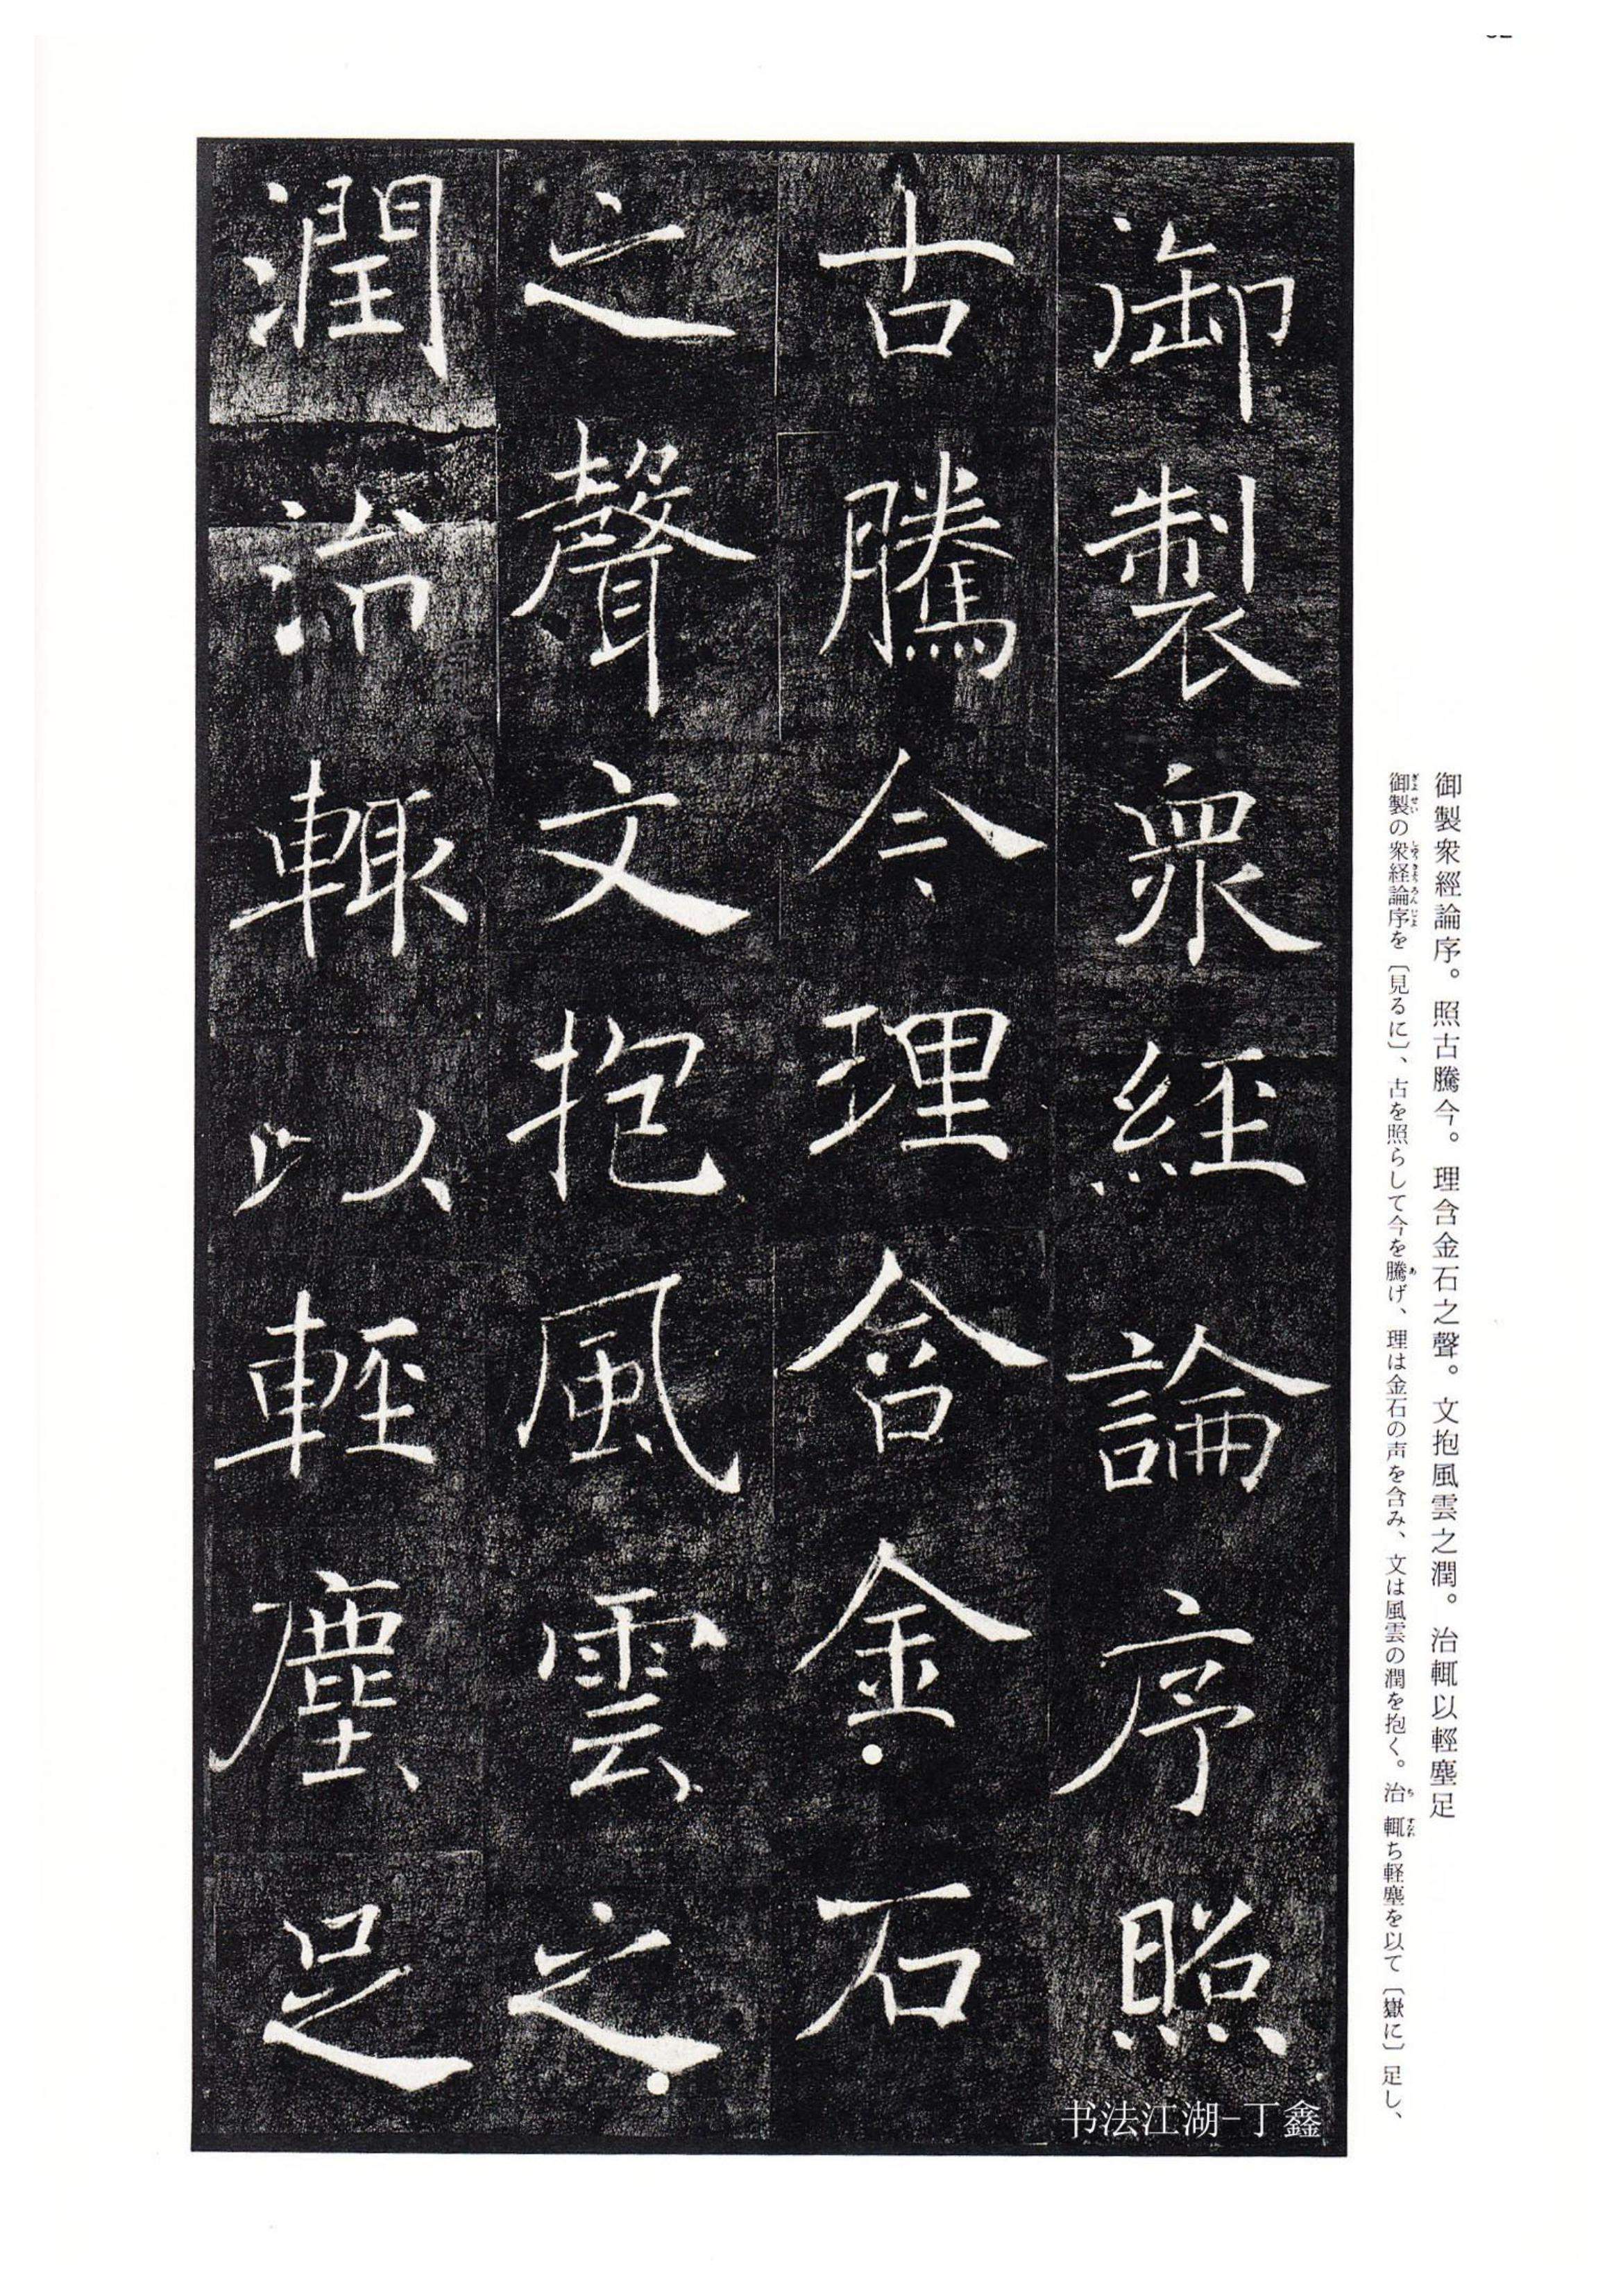 御製衆經論序照
古騰今理含金石
之聲文抱風雲之
潤治輒以輕塵足
御製衆經論序。照古騰今。理含金石之聲。文抱風雲之潤。治輒以輕塵足
御製の衆経論序を〔見るに〕、古を照らして今を騰げ、理は金石の声を含み、文は風雲の潤を抱く。治輒ち軽塵を以て〔嶽に〕足し、
书法江湖-丁鑫